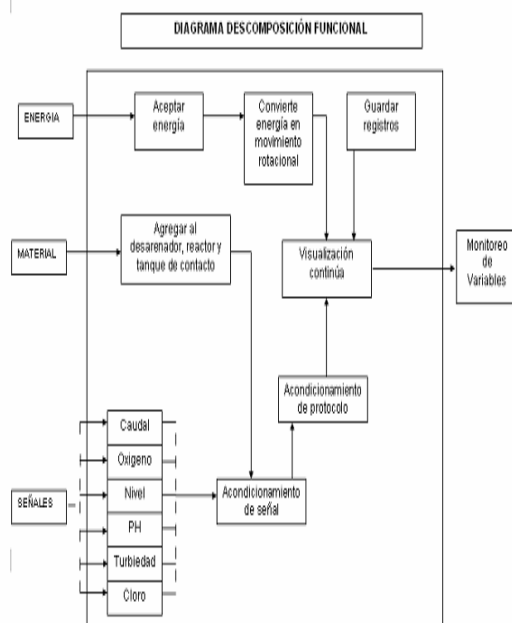 DIAGRAMA DESCOMPOSICIÓN FUNCIONAL
ENERGIA
Aceptar
energía
Convierte
energía en
movimiento
rotacional
Guardar
registros
MATERIAL
Agregar al
desarenador, reactor y
tanque de contacto
Visualización
continúa
Monitoreo
de
Variables
Acondicionamiento
de protocolo
SEÑALES
Caudal
Oxigeno
Nivel
PH
Turbiedad
Cloro
Acondicionamiento
de señal